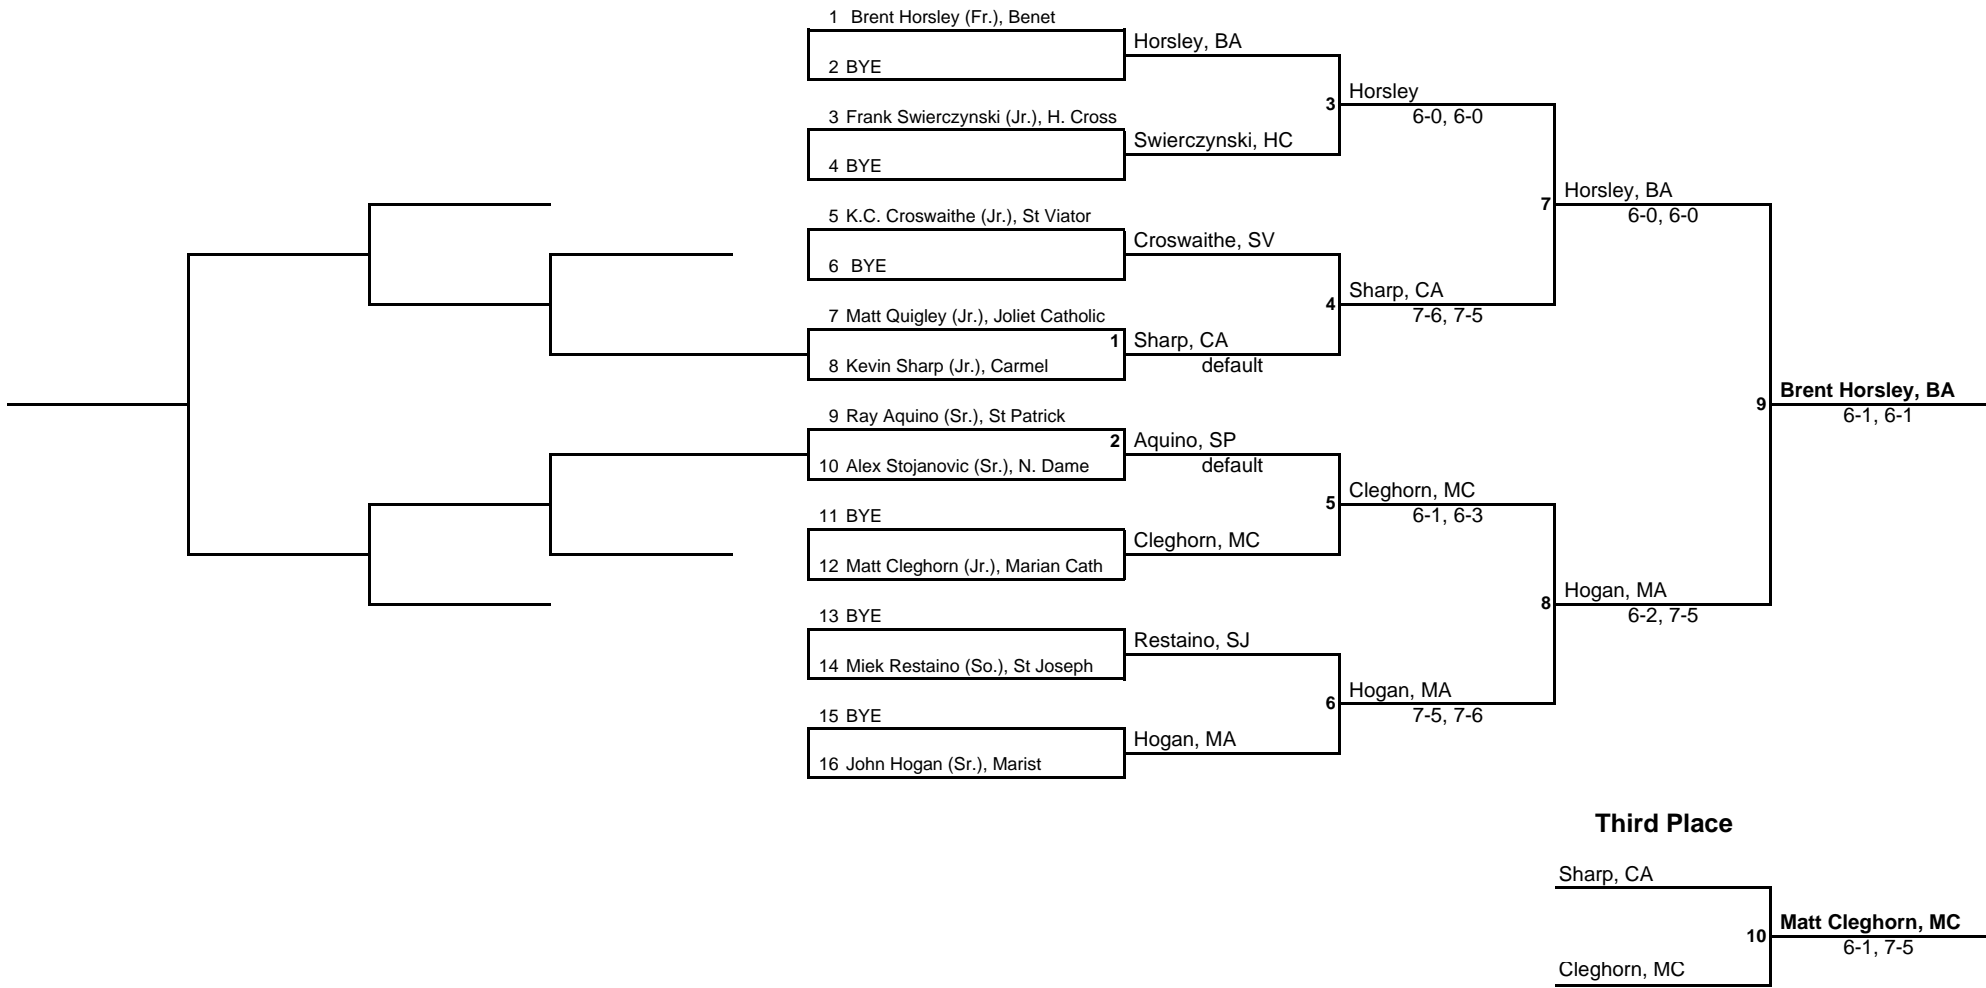 1 Brent Horsley (Fr.), Benet
Horsley, BA
2 BYE
Horsley
3
6-0, 6-0
3 Frank Swierczynski (Jr.), H. Cross
Swierczynski, HC
4 BYE
Horsley, BA
7
6-0, 6-0
5 K.C. Croswaithe (Jr.), St Viator
Croswaithe, SV
6 BYE
Sharp, CA
4
7-6, 7-5
7 Matt Quigley (Jr.), Joliet Catholic
1
Sharp, CA
default
8 Kevin Sharp (Jr.), Carmel
Brent Horsley, BA
9
6-1, 6-1
9 Ray Aquino (Sr.), St Patrick
2
Aquino, SP
default
10 Alex Stojanovic (Sr.), N. Dame
Cleghorn, MC
5
6-1, 6-3
11 BYE
Cleghorn, MC
12 Matt Cleghorn (Jr.), Marian Cath
Hogan, MA
8
6-2, 7-5
13 BYE
Restaino, SJ
14 Miek Restaino (So.), St Joseph
Hogan, MA
6
7-5, 7-6
15 BYE
Hogan, MA
16 John Hogan (Sr.), Marist
Third Place
Sharp, CA
Matt Cleghorn, MC
10
6-1, 7-5
Cleghorn, MC